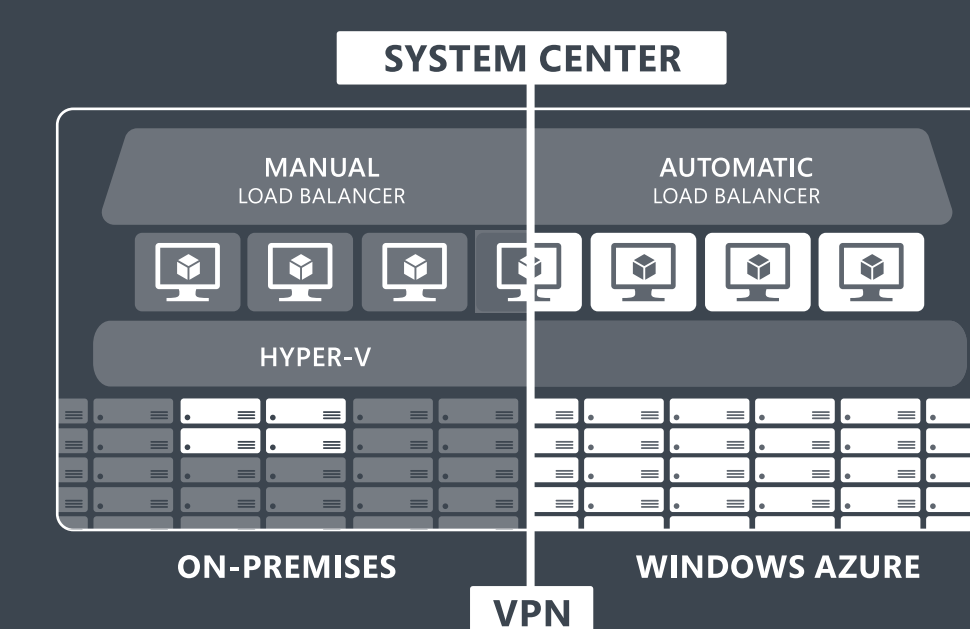 SYSTEM CENTER
MANUAL
LOAD BALANCER
AUTOMATIC
LOAD BALANCER
HYPER-V
ON-PREMISES
WINDOWS AZURE
VPN